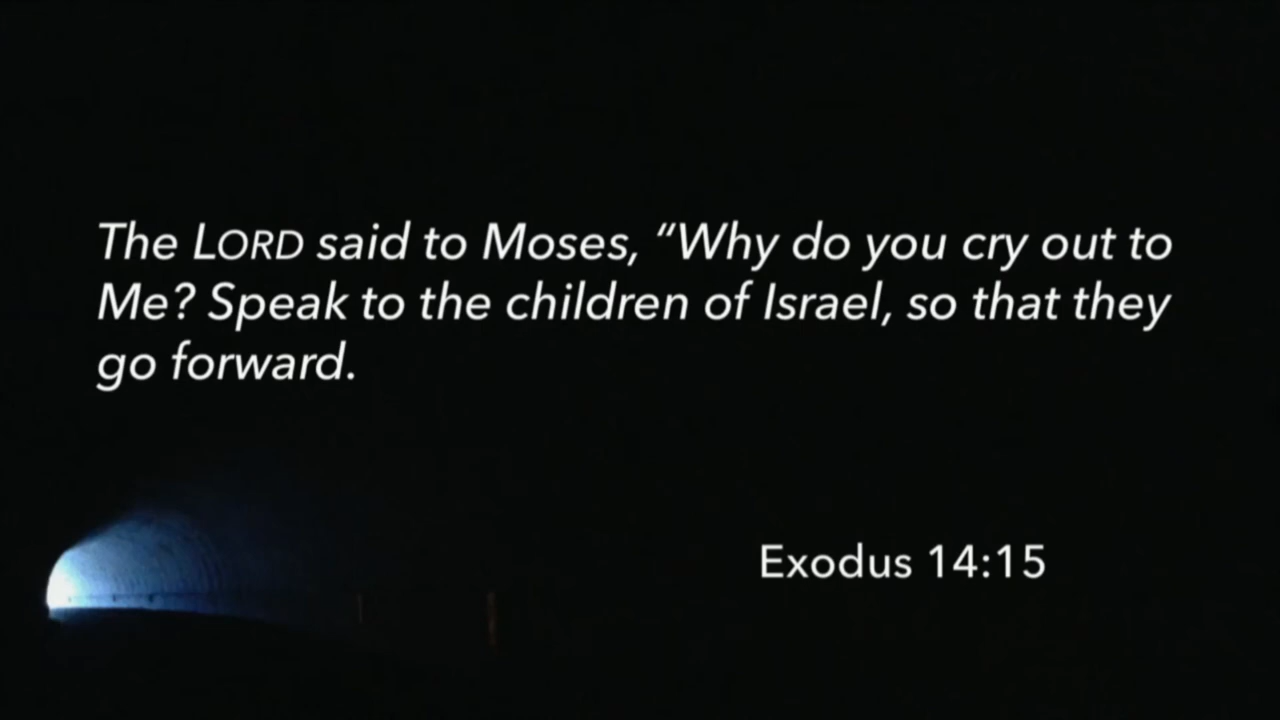 The LORD said to Moses, “Why do you cry out to
Me? Speak to the children of Israel, so that they
go forward.
Exodus 14:15